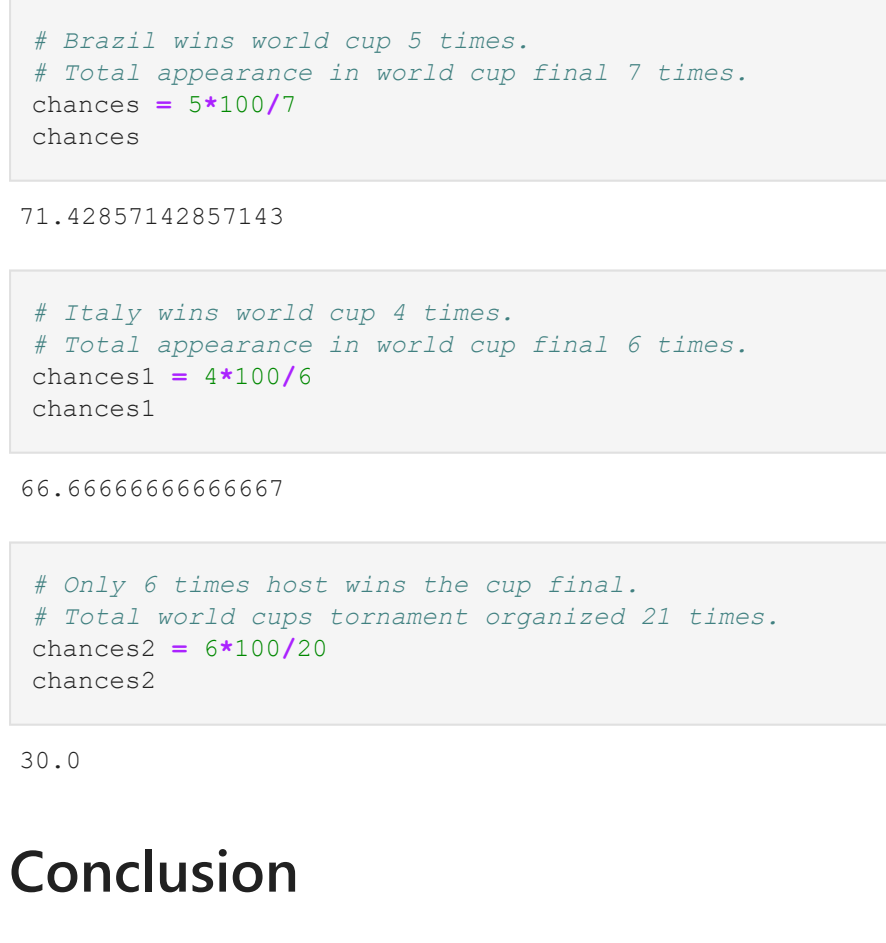 # Brazil wins world cup 5 times.
# Total appearance in world cup final 7 times.
chances = 5*100/7
chances
71.42857142857143
# Italy wins world cup 4 times.
# Total appearance in world cup final 6 times.
chances1 = 4*100/6
chances1
66.66666666666667
# Only 6 times host wins the cup final.
# Total world cups tornament organized 21 times.
chances2 = 6*100/20
chances2
30.0
Conclusion